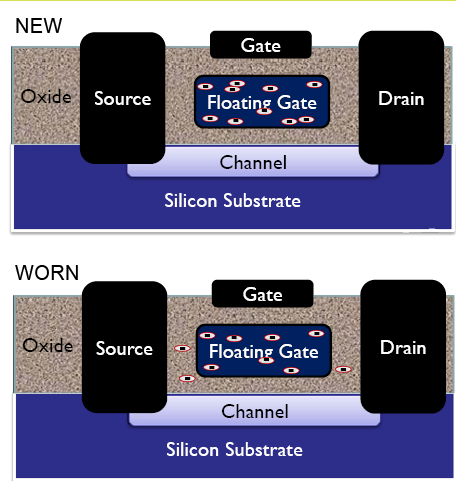 NEW
Gate
Oxide
Source
Floating Gate
Drain
Channel
Silicon Substrate
WORN
Gate
Oxide
Source
Floating Gate
Drain
Channel
Silicon Substrate